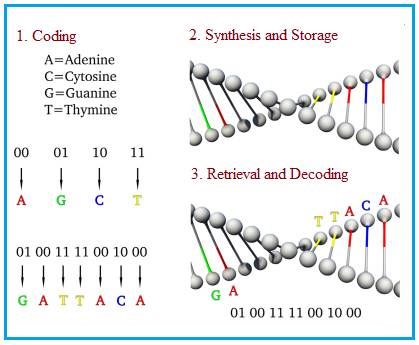 1. Coding
A=Adenine
C=Cytosine
G=Guanine
T=Thymine
00 01 10 11
A G C T
01 00 11 11 00 10 00
G A T T A C A
2. Synthesis and Storage
3. Retrieval and Decoding
T T A C A
G A
01 00 11 11 00 10 00